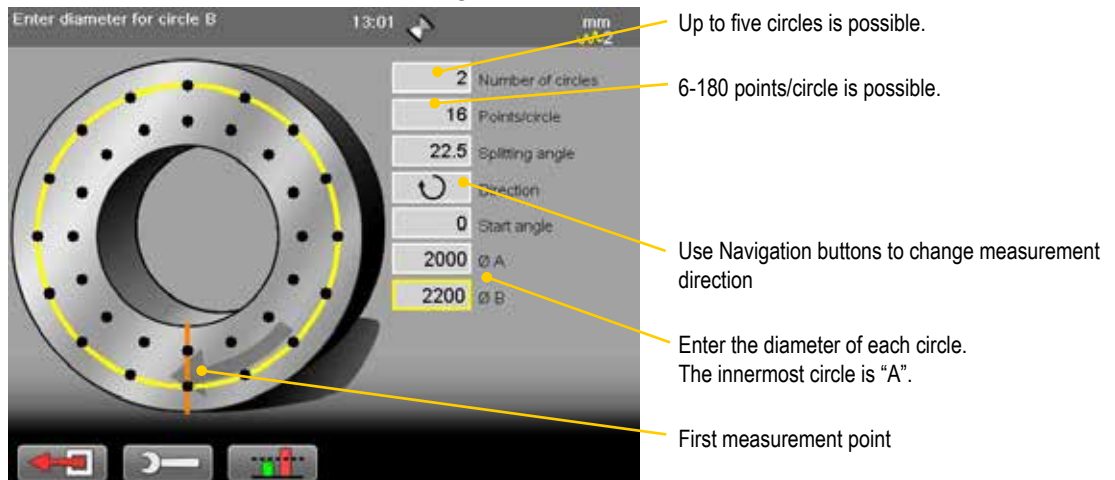 Enter diameter for circle B
13:01
mm
2
2 Number of circles
16 Points/circle
22.5 Splitting angle
Direction
0 Start angle
2000 Ø A
2200 Ø B
Up to five circles is possible.
6-180 points/circle is possible.
Use Navigation buttons to change measurement
direction
Enter the diameter of each circle.
The innermost circle is “A”.
First measurement point